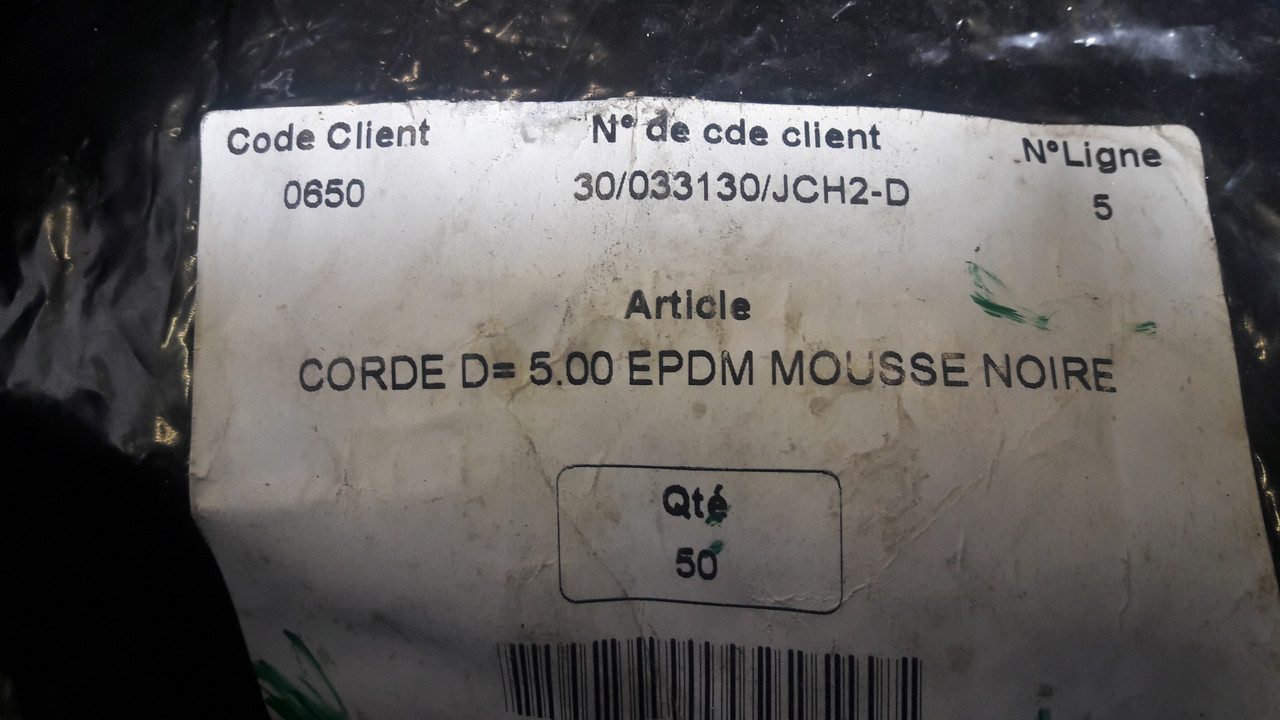 Code Client N° de cde client N°Ligne
0650 30/033130/JCH2-D 5
Article
CORDE D= 5.00 EPDM MOUSSE NOIRE
Qté
50